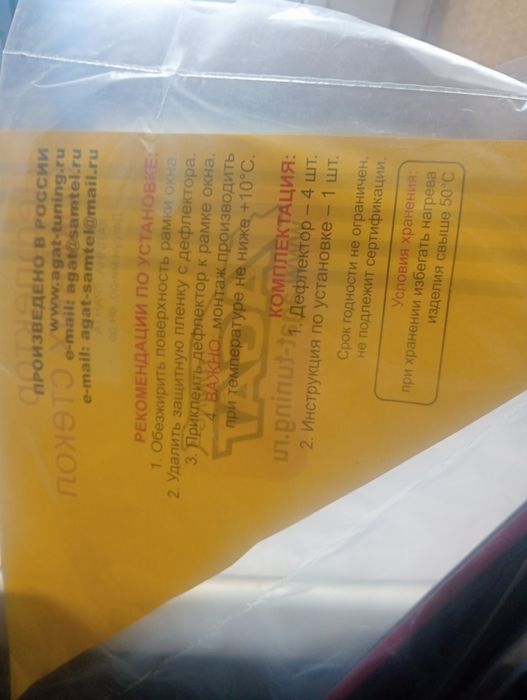 ПРОИЗВЕДЕНО В РОССИИ
www.agat-tuning.ru
e-mail: agat@samtel.ru
e-mail: agat-samtel@mail.ru
РЕКОМЕНДАЦИИ ПО УСТАНОВКЕ:
1. Обезжирить поверхность рамки окна.
2. Удалить защитную пленку с дефлектора.
3. Приклеить дефлектор к рамке окна.
4. ВАЖНО: монтаж производить
при температуре не ниже +10°C.
КОМПЛЕКТАЦИЯ:
1. Дефлектор – 4 шт.
2. Инструкция по установке – 1 шт.
Срок годности не ограничен,
не подлежит сертификации.
Условия хранения:
при хранении избегать нагрева
изделия свыше 50°C
стекол